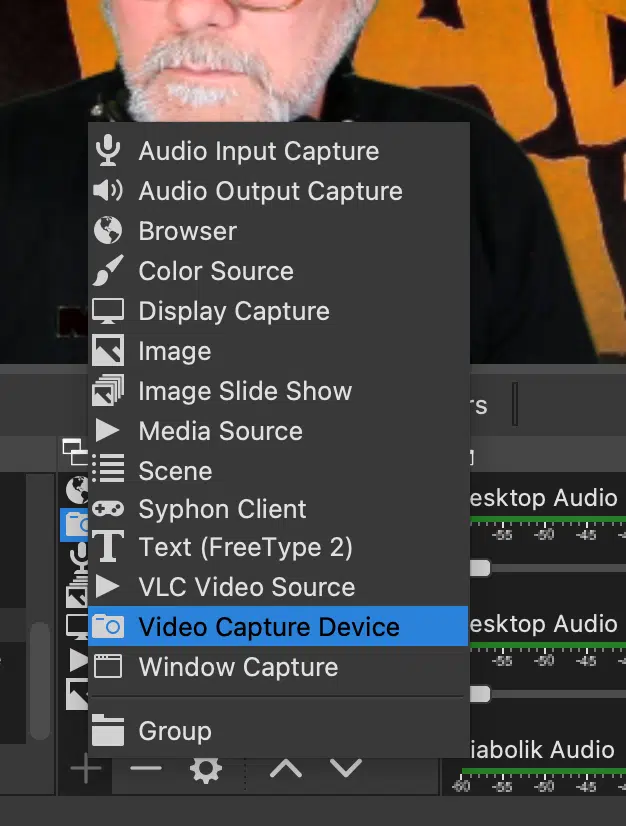 Audio Input Capture
Audio Output Capture
Browser
Color Source
Display Capture
Image
Image Slide Show
rs
Media Source
Scene
esktop Audio
Syphon Client
-55 -50 -45
Text (FreeType 2)
VLC Video Source
Video Capture Device
esktop Audio
-55 -50 -45
Window Capture
Group
iabolik Audio
-60 -55 -50 -45